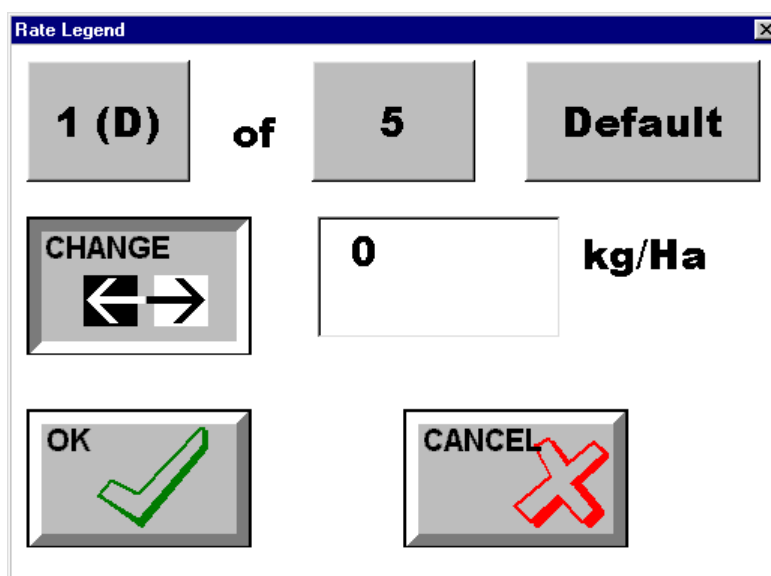 Rate Legend
1 (D) of 5 Default
CHANGE
0 kg/Ha
OK
CANCEL